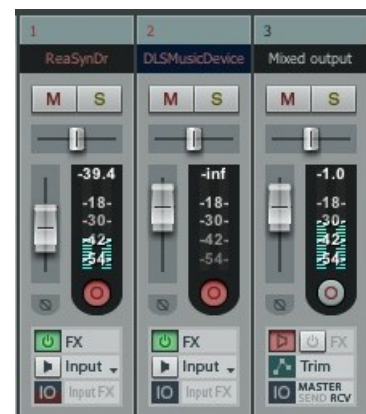 1 2 3
ReaSynDr DLSMusicDevice Mixed output
M S M S M S
-39.4 -inf -1.0
-18- -18- -18-
-30- -30- -30-
-42- -42- -42-
-54- -54- -54-
FX FX FX
Input Input Trim
IO Input FX IO Input FX IO MASTER
SEND RCV